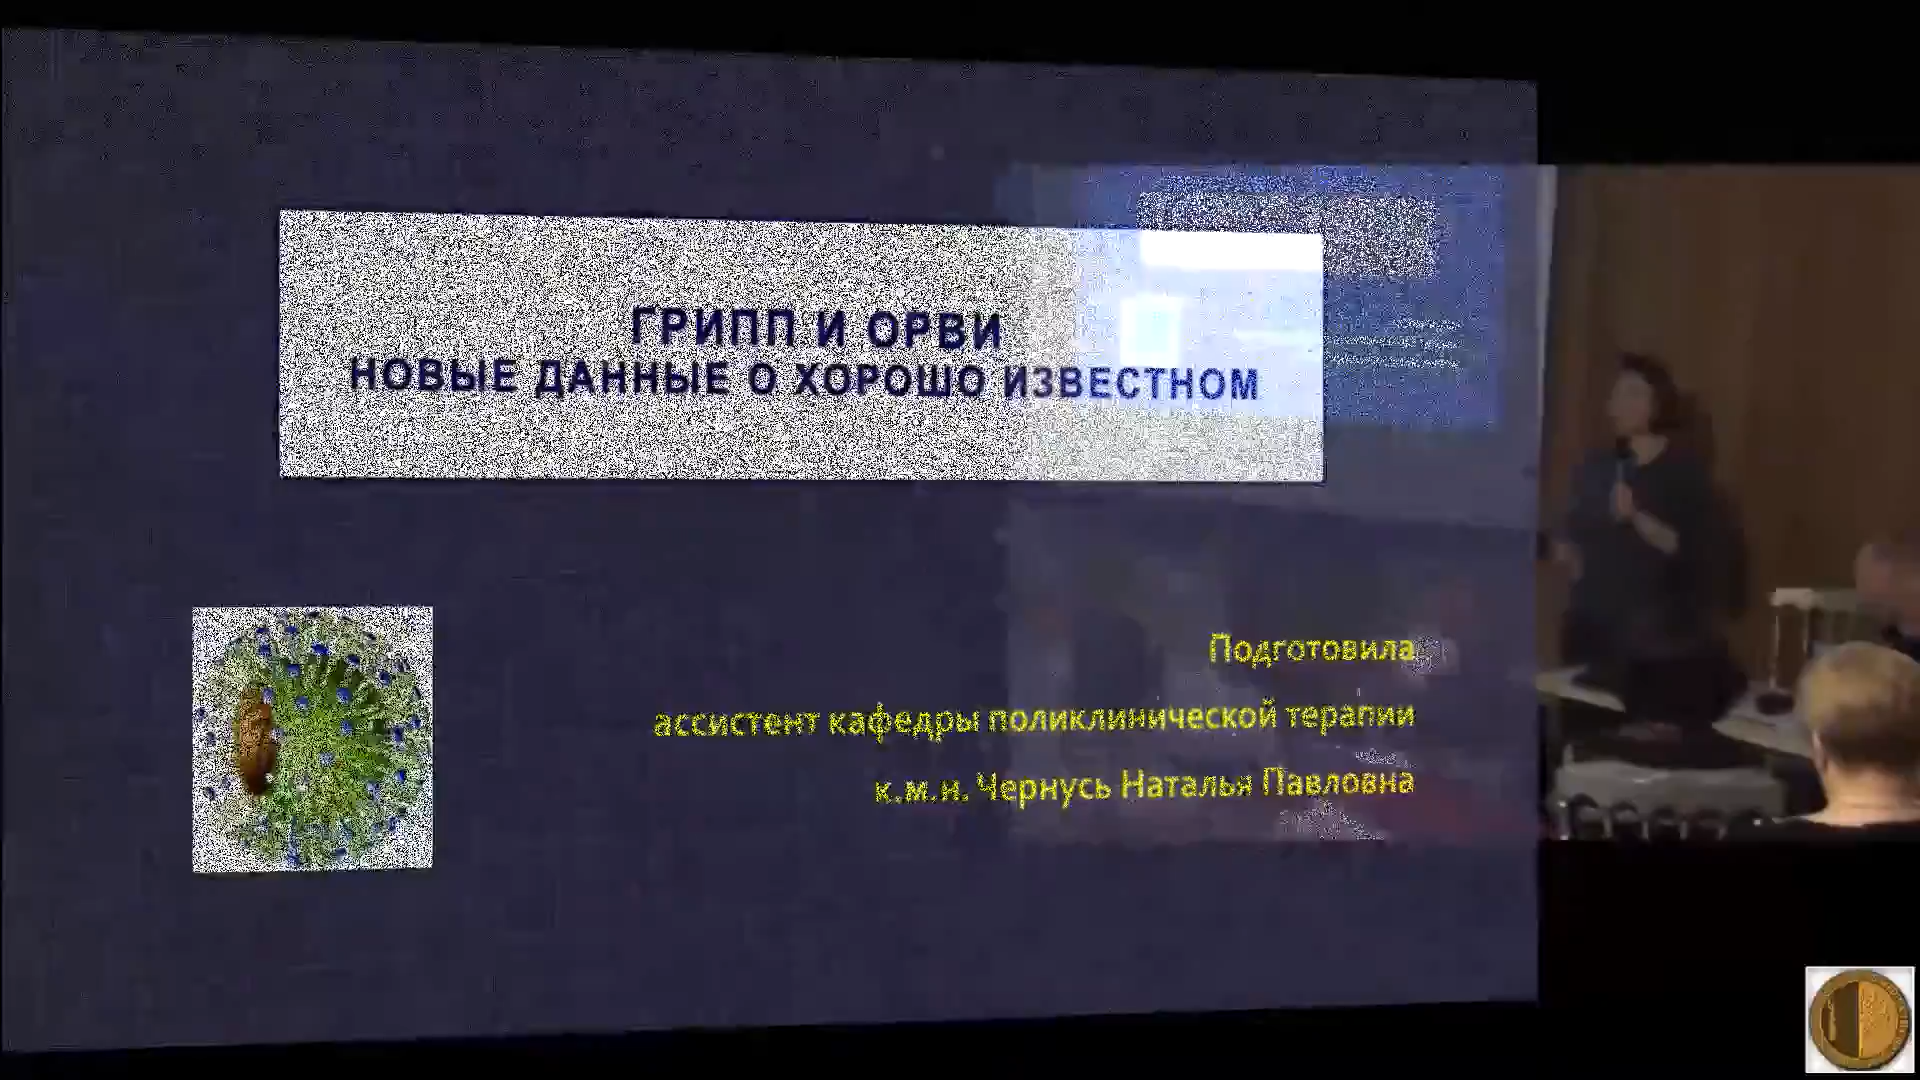 ГРИПП И ОРВИ
НОВЫЕ ДАННЫЕ О ХОРОШО ИЗВЕСТНОМ
Подготовила
ассистент кафедры поликлинической терапии
к.м.н. Чернусь Наталья Павловна